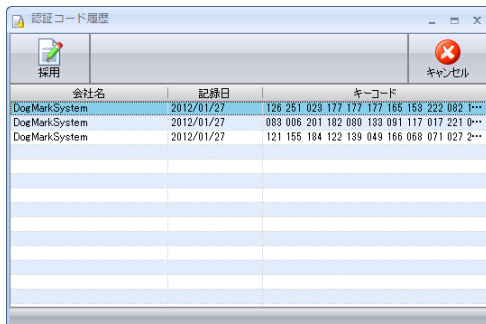 認証コード履歴
採用
キャンセル
会社名 記録日 キーコード
DogMarkSystem 2012/01/27 126 251 023 177 177 177 165 153 222 082 1…
DogMarkSystem 2012/01/27 083 006 201 182 080 133 091 117 017 221 0…
DogMarkSystem 2012/01/27 121 155 184 122 139 049 166 068 071 027 2…